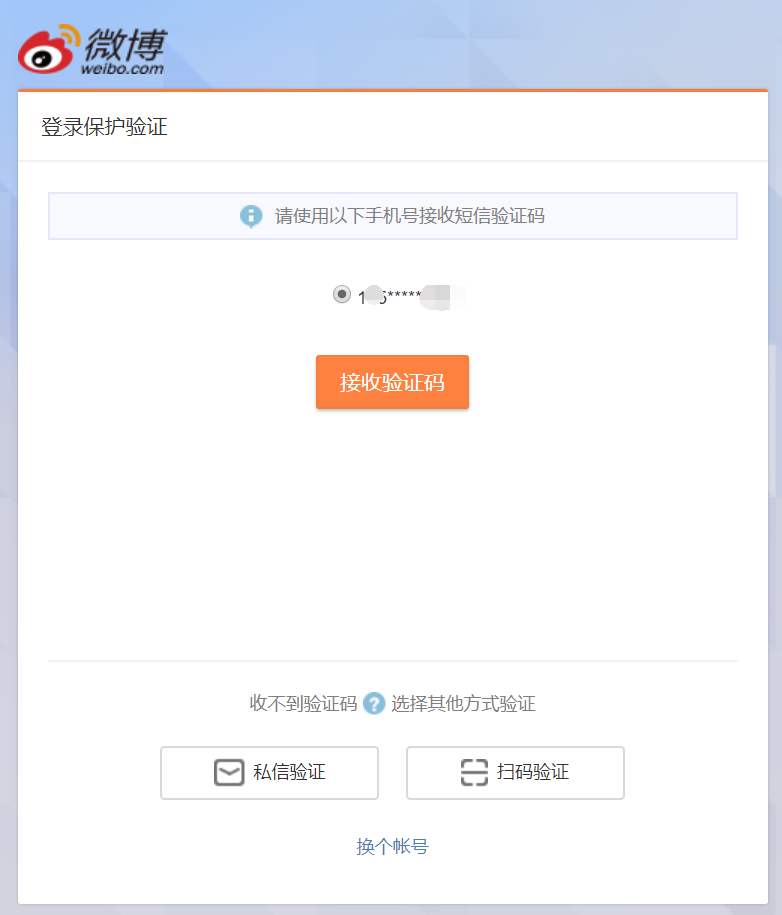 微博
weibo.com
登录保护验证
请使用以下手机号接收短信验证码
接收验证码
收不到验证码 ? 选择其他方式验证
私信验证
扫码验证
换个帐号